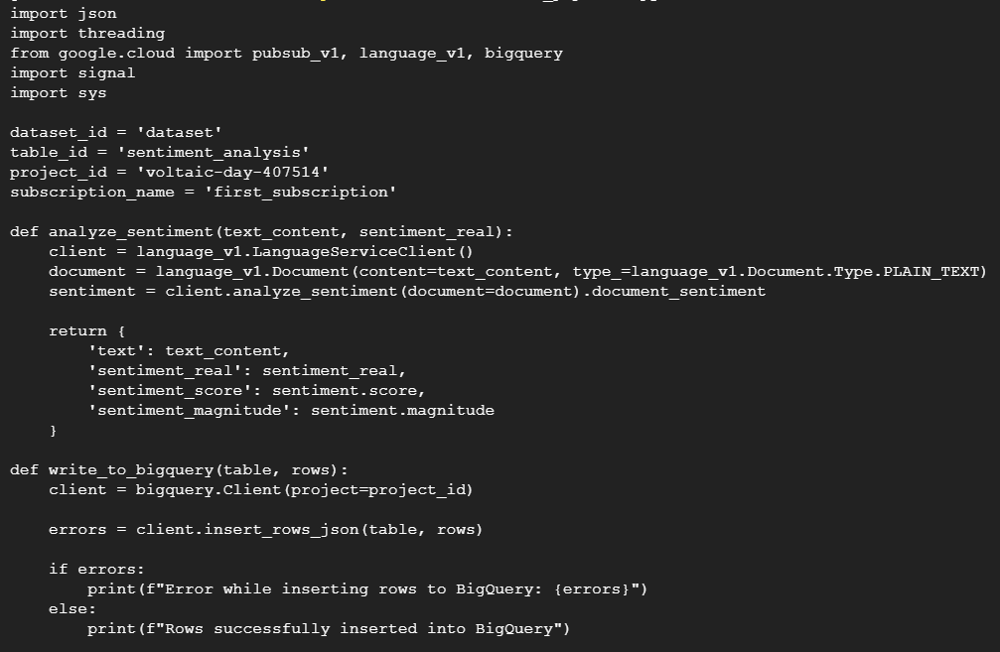 import json
import threading
from google.cloud import pubsub_v1, language_v1, bigquery
import signal
import sys

dataset_id = 'dataset'
table_id = 'sentiment_analysis'
project_id = 'voltaic-day-407514'
subscription_name = 'first_subscription'

def analyze_sentiment(text_content, sentiment_real):
    client = language_v1.LanguageServiceClient()
    document = language_v1.Document(content=text_content, type_=language_v1.Document.Type.PLAIN_TEXT)
    sentiment = client.analyze_sentiment(document=document).document_sentiment

    return {
        'text': text_content,
        'sentiment_real': sentiment_real,
        'sentiment_score': sentiment.score,
        'sentiment_magnitude': sentiment.magnitude
    }

def write_to_bigquery(table, rows):
    client = bigquery.Client(project=project_id)

    errors = client.insert_rows_json(table, rows)

    if errors:
        print(f"Error while inserting rows to BigQuery: {errors}")
    else:
        print(f"Rows successfully inserted into BigQuery")